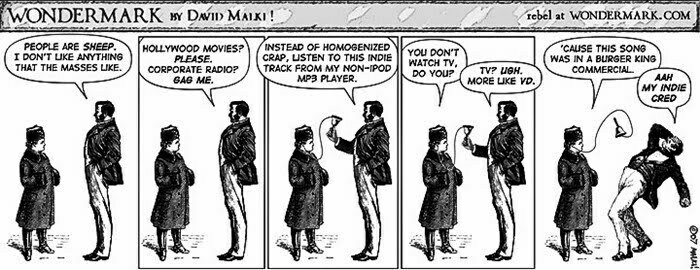 WONDERMARK BY DAVID MALKI !
rebel at WONDERMARK.COM
PEOPLE ARE SHEEP.
I DON'T LIKE ANYTHING
THAT THE MASSES LIKE.
HOLLYWOOD MOVIES?
PLEASE.
CORPORATE RADIO?
GAG ME.
INSTEAD OF HOMOGENIZED
CRAP, LISTEN TO THIS INDIE
TRACK FROM MY NON-IPOD
MP3 PLAYER.
YOU DON'T
WATCH TV,
DO YOU?
TV? UGH.
MORE LIKE VD.
'CAUSE THIS SONG
WAS IN A BURGER KING
COMMERCIAL.
AAH
MY INDIE
CRED